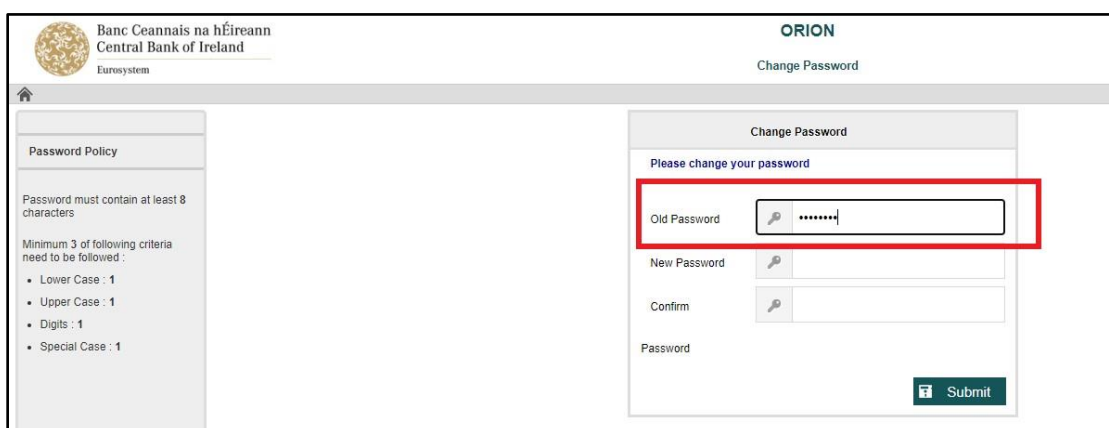 Banc Ceannais na hÉireann
Central Bank of Ireland
Eurosystem
ORION
Change Password
Password Policy
Password must contain at least 8
characters
Minimum 3 of following criteria
need to be followed :
• Lower Case : 1
• Upper Case : 1
• Digits : 1
• Special Case : 1
Change Password
Please change your password
Old Password ••••••••
New Password
Confirm
Password
Submit